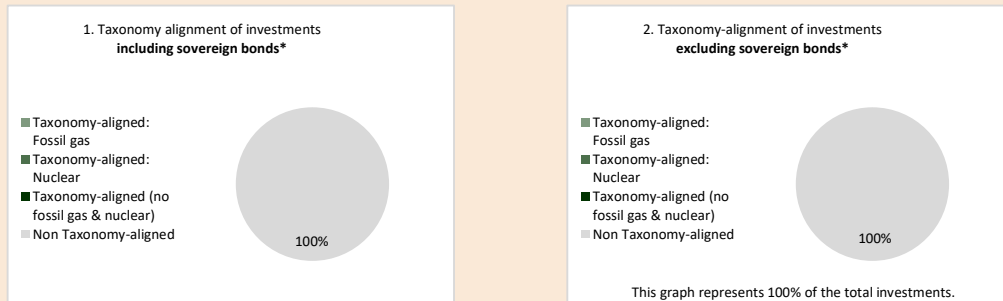 1. Taxonomy alignment of investments
including sovereign bonds*
Taxonomy-aligned:
Fossil gas
Taxonomy-aligned:
Nuclear
Taxonomy-aligned (no
fossil gas & nuclear)
Non Taxonomy-aligned
100%
2. Taxonomy-alignment of investments
excluding sovereign bonds*
Taxonomy-aligned:
Fossil gas
Taxonomy-aligned:
Nuclear
Taxonomy-aligned (no
fossil gas & nuclear)
Non Taxonomy-aligned
100%
This graph represents 100% of the total investments.